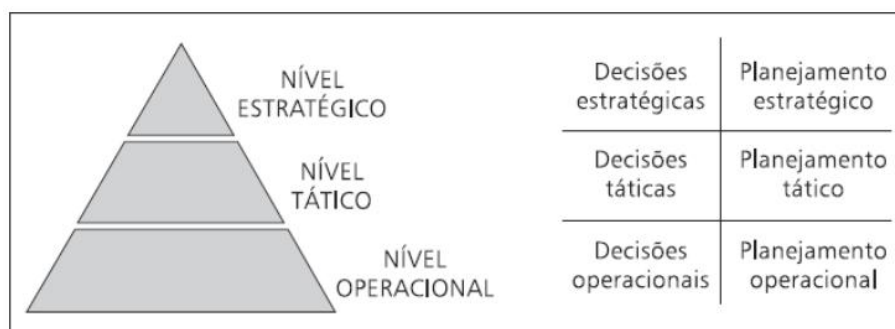 NÍVEL
ESTRATÉGICO
NÍVEL
TÁTICO
NÍVEL
OPERACIONAL
Decisões
estratégicas
Planejamento
estratégico
Decisões
táticas
Planejamento
tático
Decisões
operacionais
Planejamento
operacional